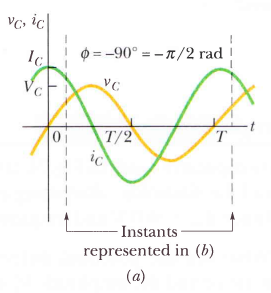 v_C, i_C
I_C
ϕ = −90° = −π/2 rad
V_C
v_C
0
T/2
T
t
i_C
Instants
represented in (b)
(a)